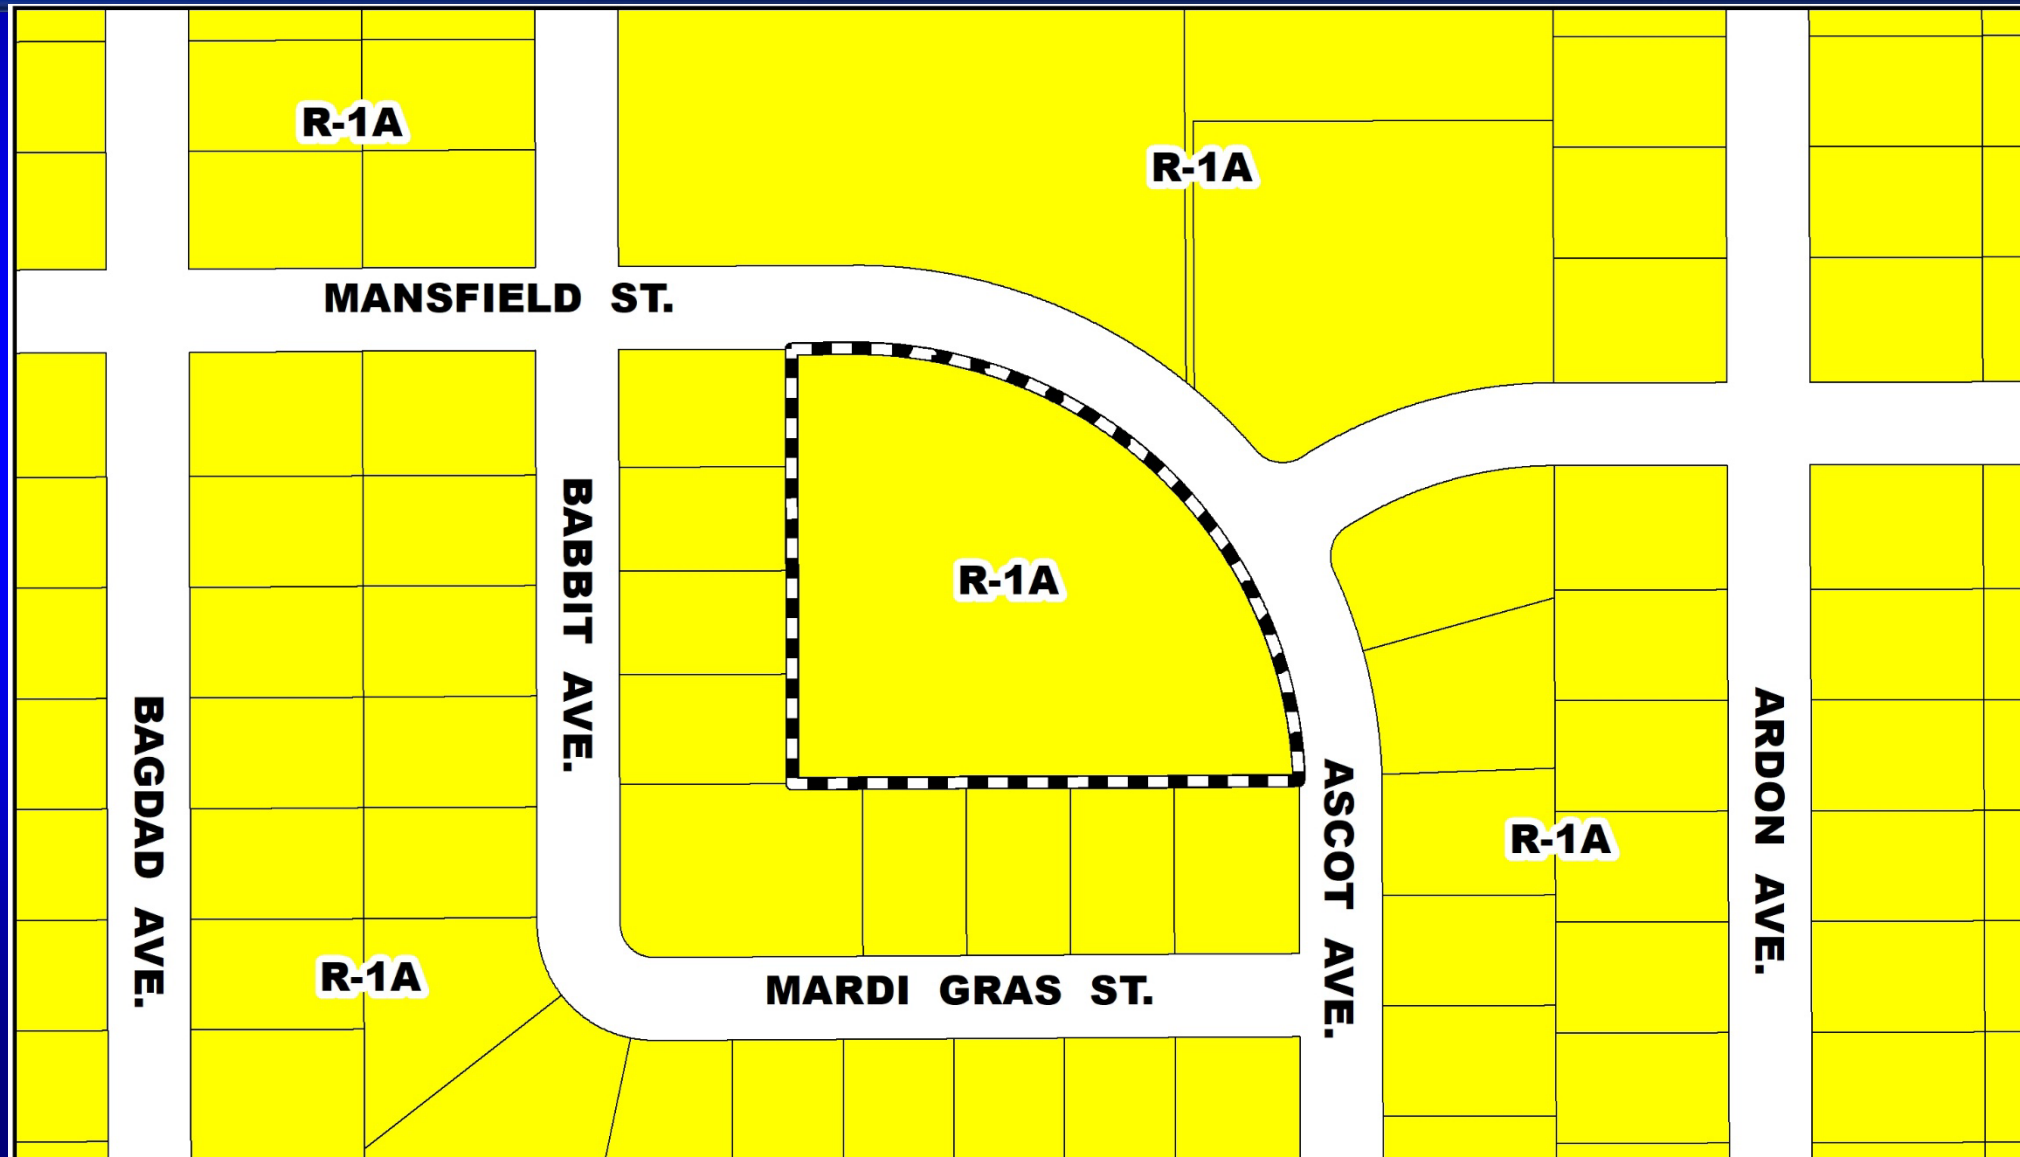 R-1A
R-1A
MANSFIELD ST.
BABBIT AVE.
R-1A
BAGDAD AVE.
ARDON AVE.
ASCOT AVE.
R-1A
R-1A
MARDI GRAS ST.